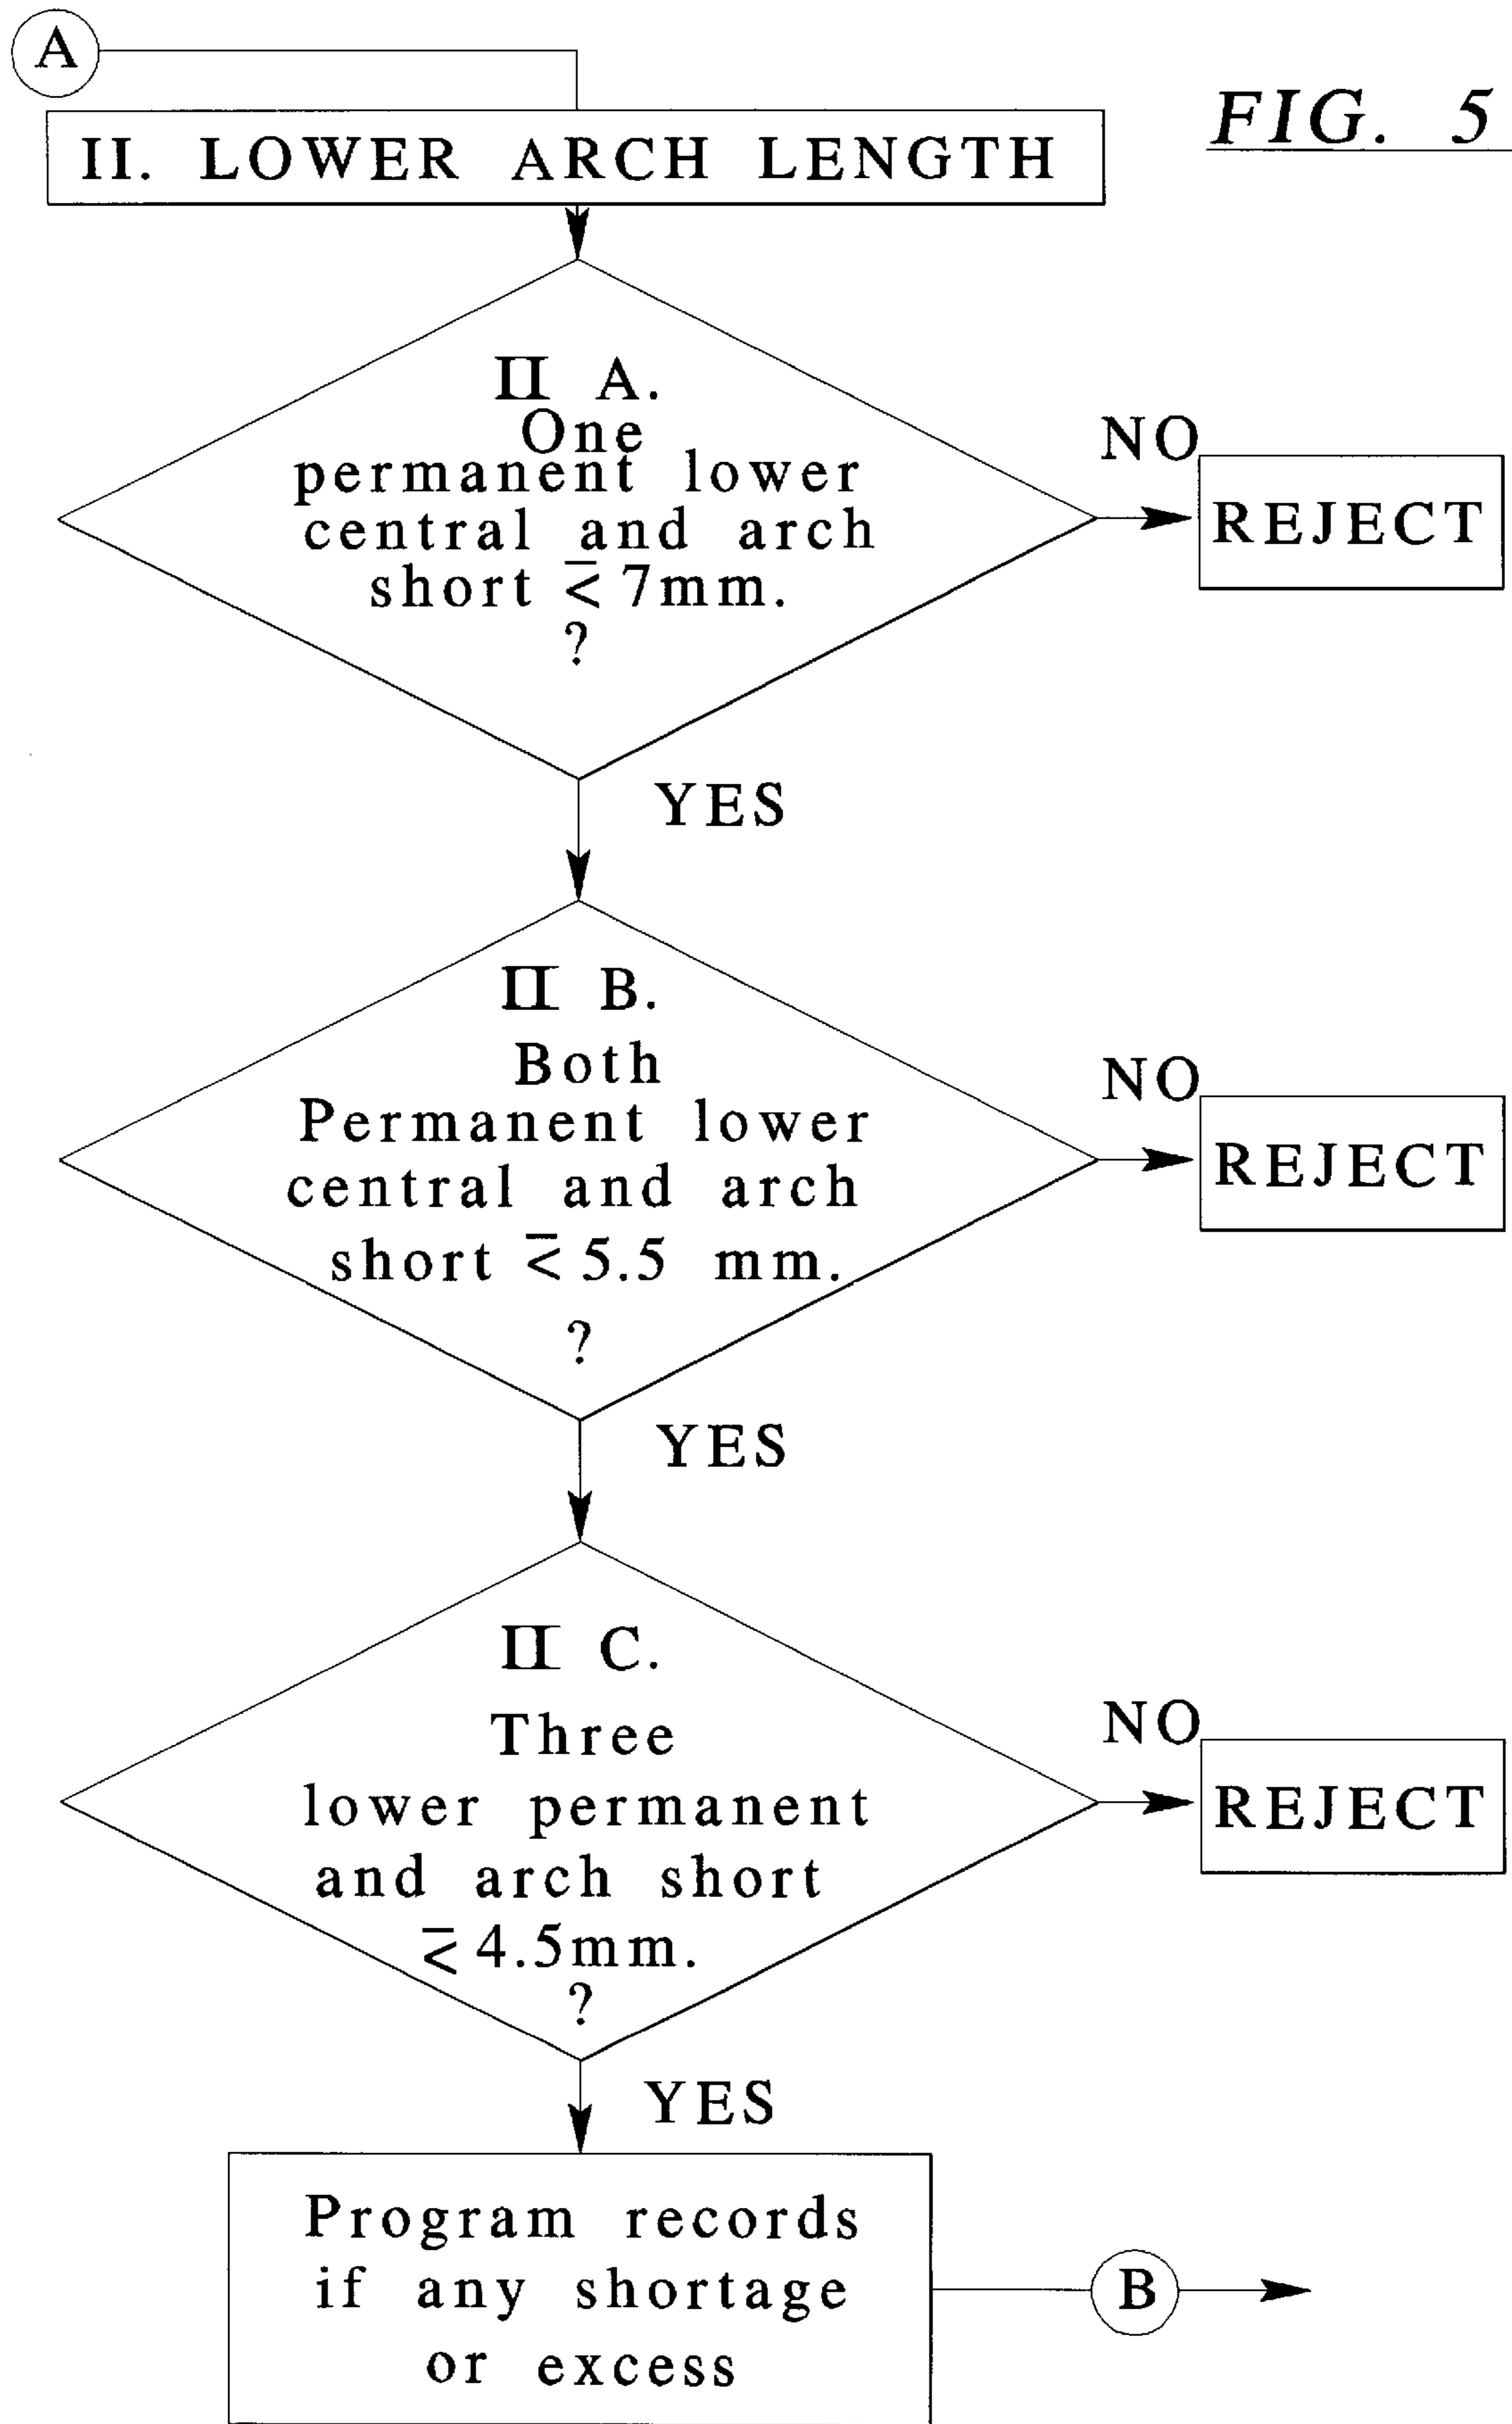 A
FIG. 5
II. LOWER ARCH LENGTH
II A.
One
permanent lower
central and arch
short ⋜ 7mm.
?
NO
REJECT
YES
II B.
Both
Permanent lower
central and arch
short ⋜ 5.5 mm.
?
NO
REJECT
YES
II C.
Three
lower permanent
and arch short
⋜ 4.5mm.
?
NO
REJECT
YES
Program records
if any shortage
or excess
B